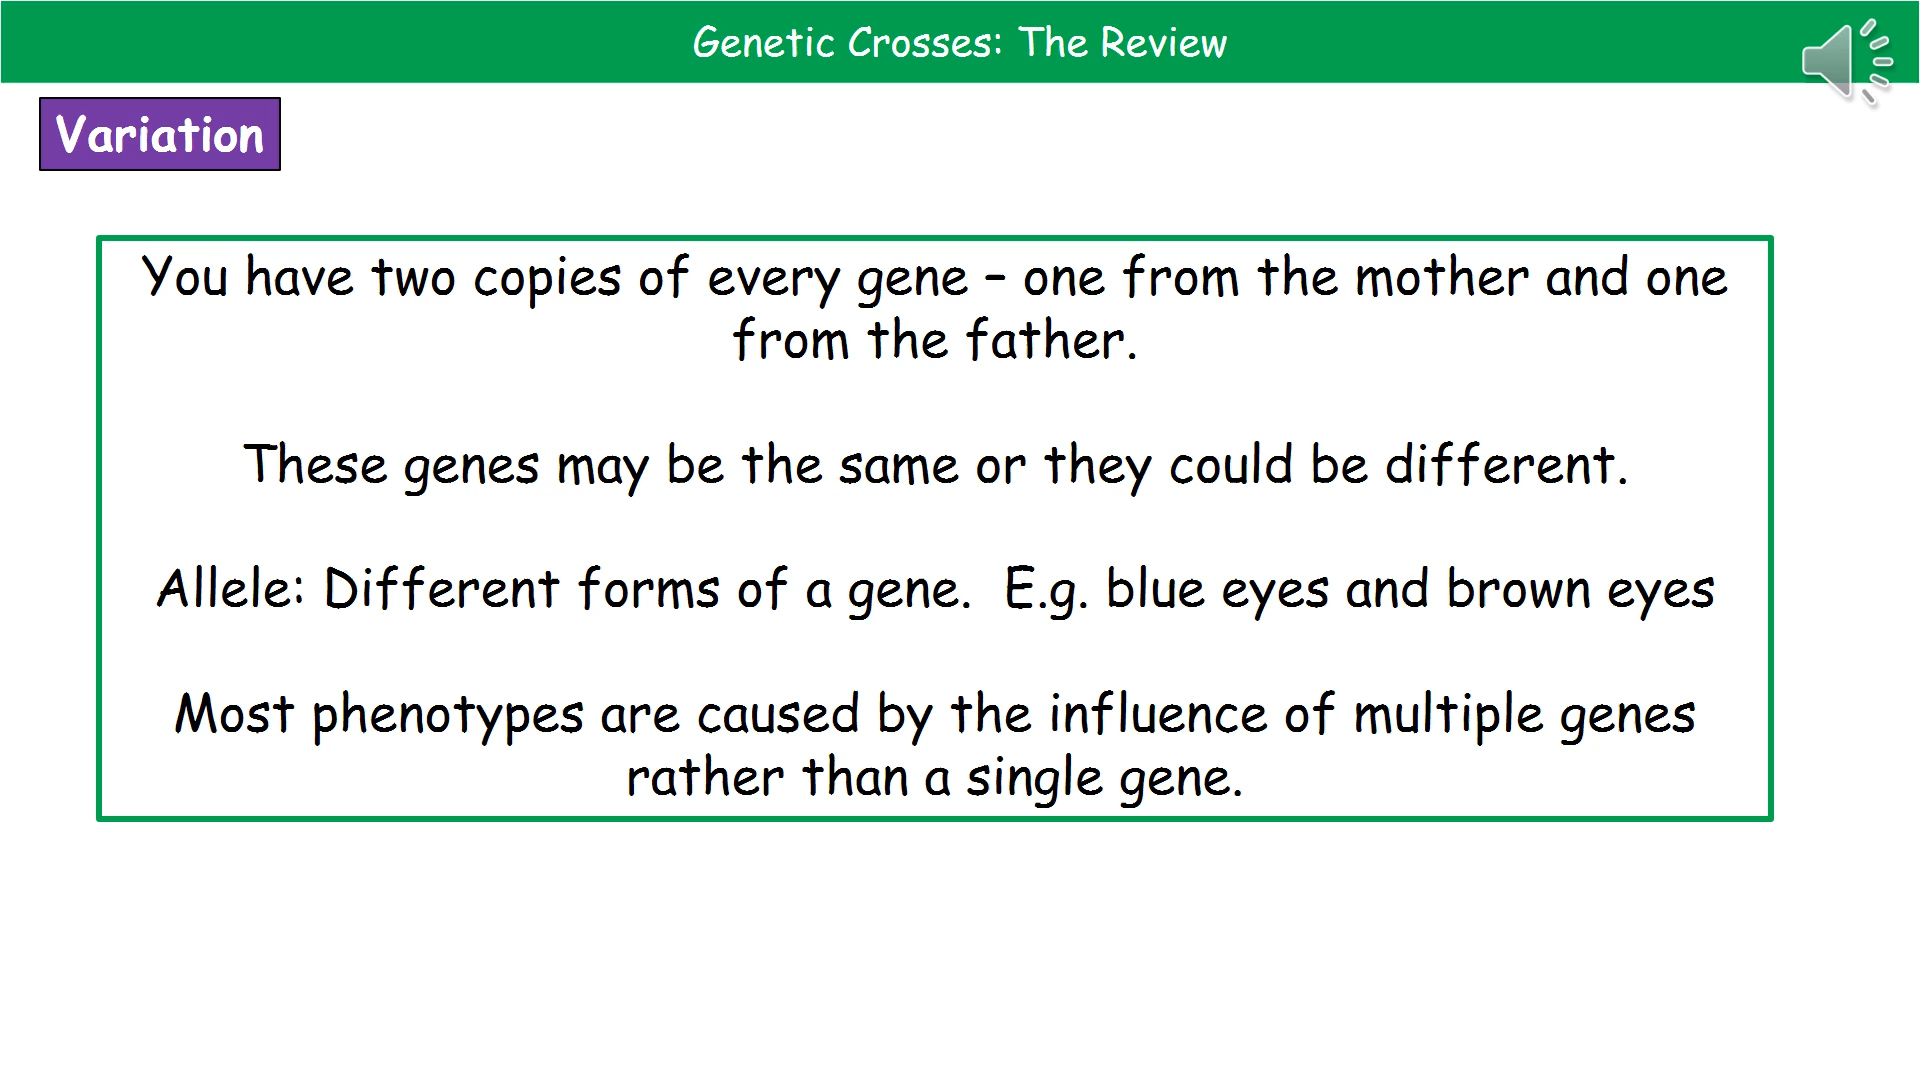 Genetic Crosses: The Review
Variation
You have two copies of every gene – one from the mother and one
from the father.
These genes may be the same or they could be different.
Allele: Different forms of a gene.  E.g. blue eyes and brown eyes
Most phenotypes are caused by the influence of multiple genes
rather than a single gene.